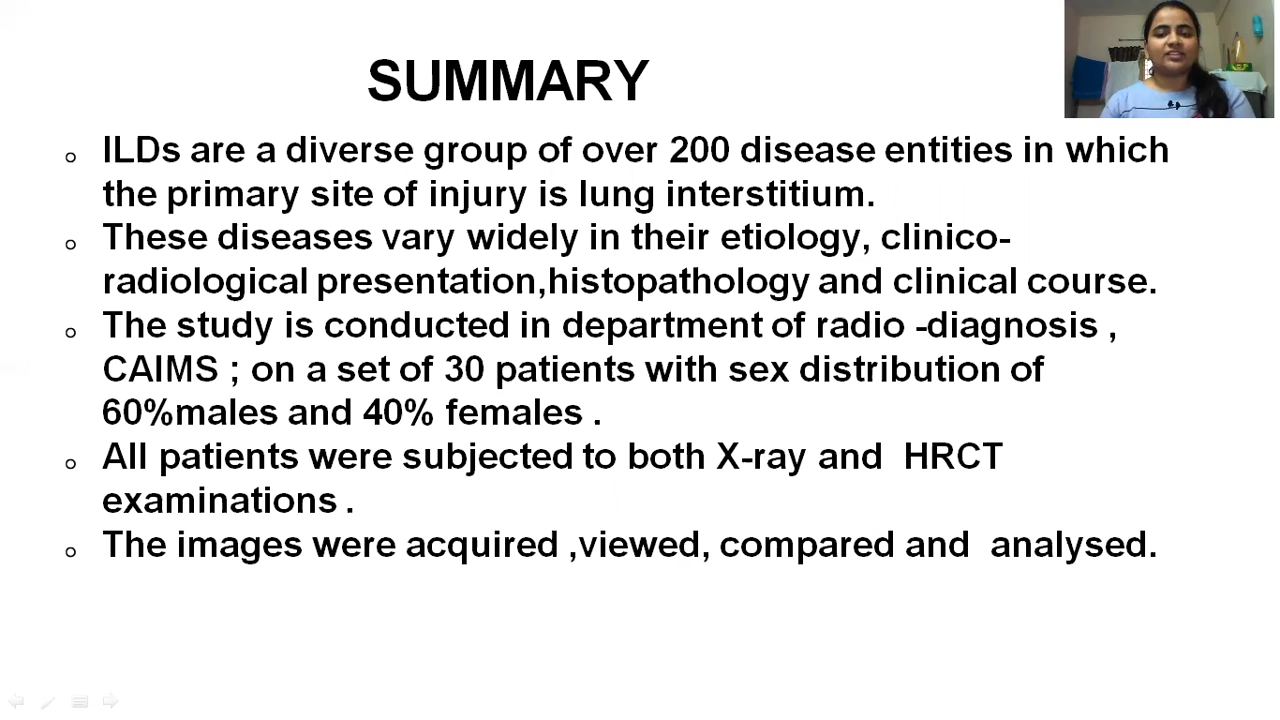 SUMMARY
ILDs are a diverse group of over 200 disease entities in which
the primary site of injury is lung interstitium.
These diseases vary widely in their etiology, clinico-
radiological presentation,histopathology and clinical course.
The study is conducted in department of radio -diagnosis ,
CAIMS ; on a set of 30 patients with sex distribution of
60%males and 40% females .
All patients were subjected to both X-ray and  HRCT
examinations .
The images were acquired ,viewed, compared and  analysed.